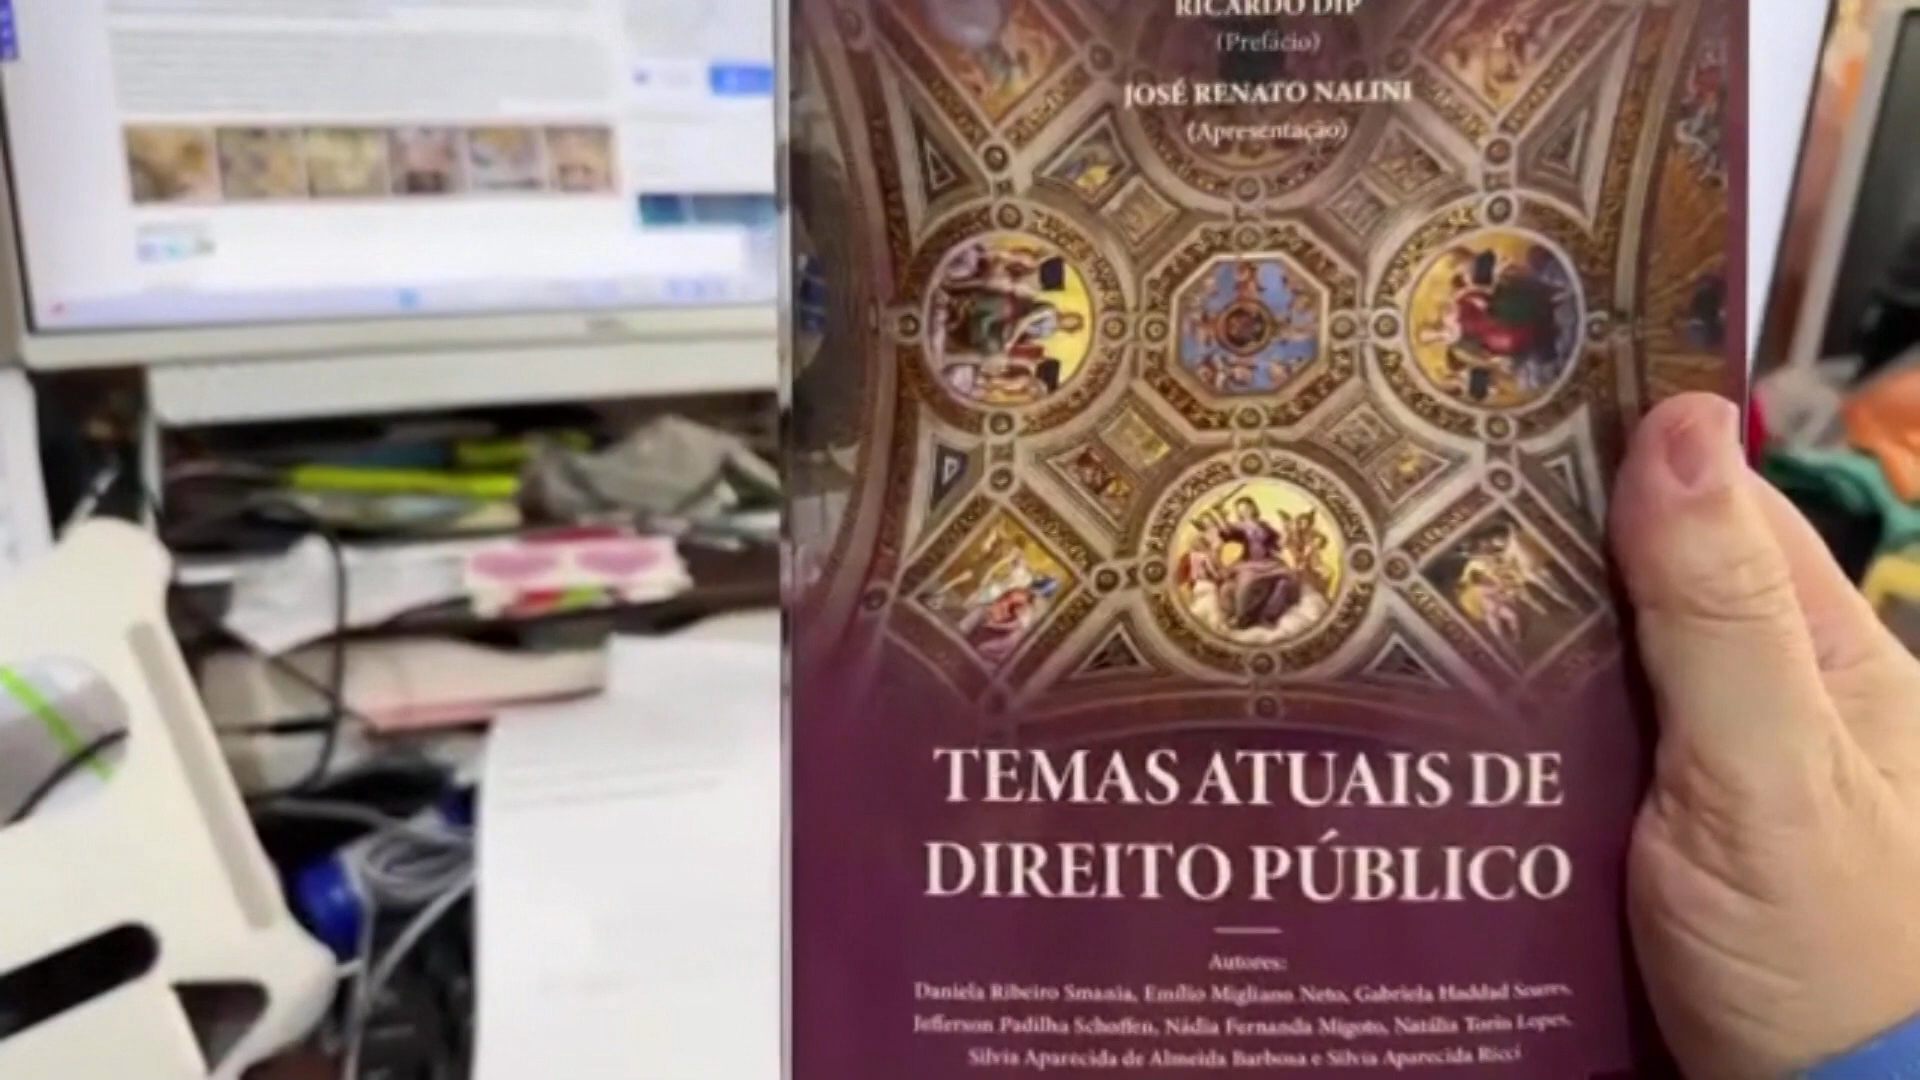 RICARDO DIP
(Prefácio)
JOSÉ RENATO NALINI
(Apresentação)
TEMAS ATUAIS DE
DIREITO PÚBLICO
Autores:
Daniela Ribeiro Smania, Emílio Migliano Neto, Gabriela Haddad Soares,
Jefferson Padilha Schoffen, Nádia Fernanda Migoto, Natália Torin Lopes,
Silvia Aparecida de Almeida Barbosa e Silvia Aparecida Ricci